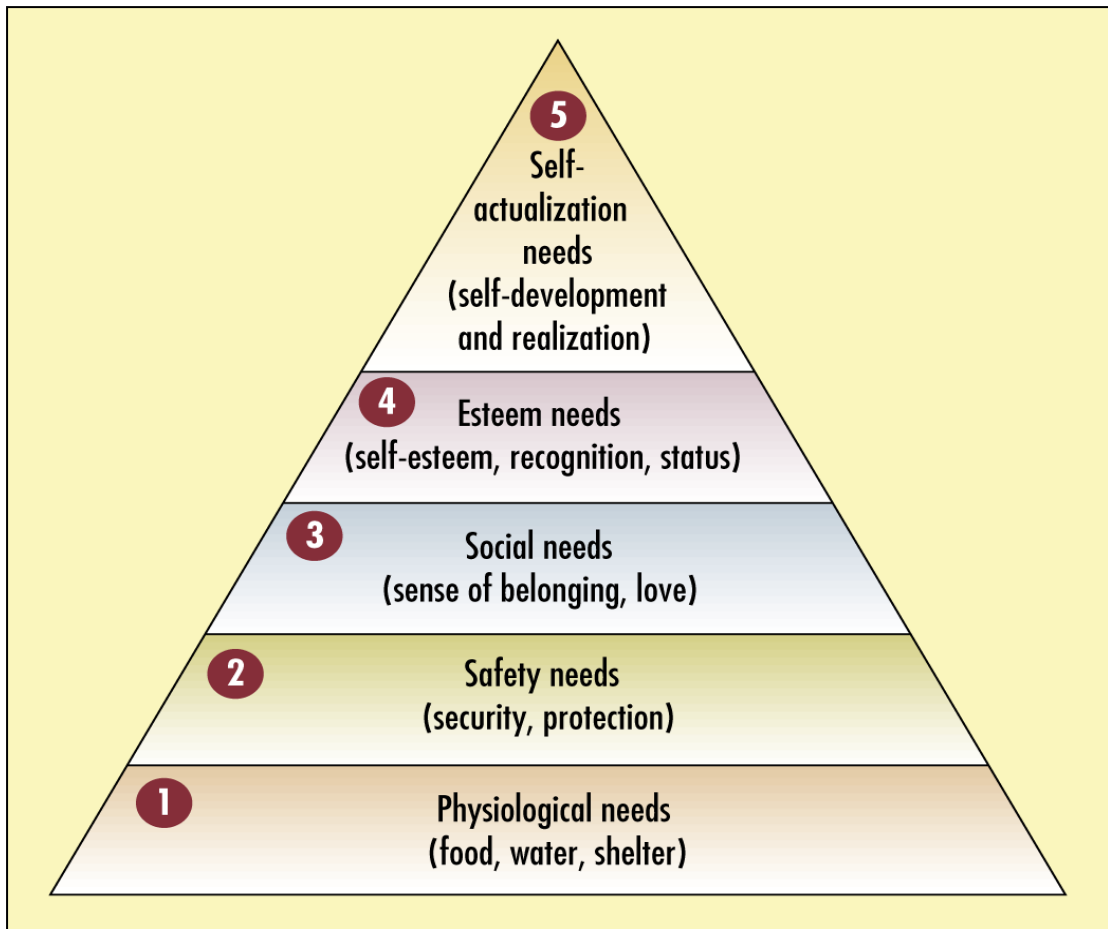 5
Self-
actualization
needs
(self-development
and realization)
4
Esteem needs
(self-esteem, recognition, status)
3
Social needs
(sense of belonging, love)
2
Safety needs
(security, protection)
1
Physiological needs
(food, water, shelter)